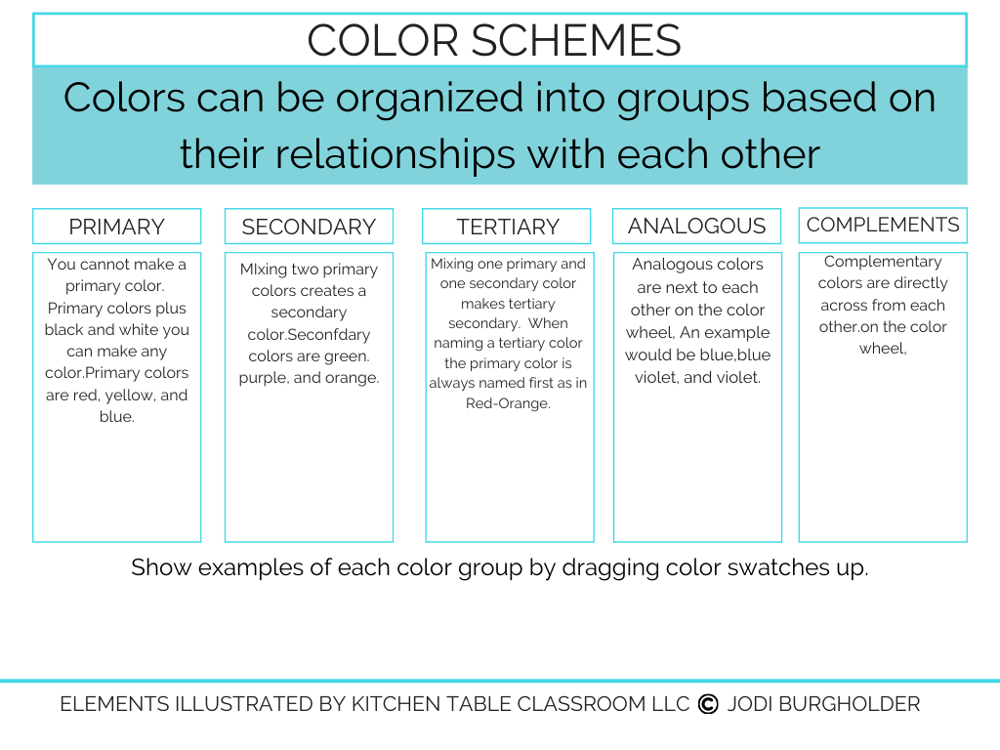 COLOR SCHEMES
Colors can be organized into groups based on
their relationships with each other
PRIMARY
You cannot make a
primary color.
Primary colors plus
black and white you
can make any
color.Primary colors
are red, yellow, and
blue.
SECONDARY
MIxing two primary
colors creates a
secondary
color.Seconfdary
colors are green.
purple, and orange.
TERTIARY
Mixing one primary and
one secondary color
makes tertiary
secondary.  When
naming a tertiary color
the primary color is
always named first as in
Red-Orange.
ANALOGOUS
Analogous colors
are next to each
other on the color
wheel, An example
would be blue,blue
violet, and violet.
COMPLEMENTS
Complementary
colors are directly
across from each
other.on the color
wheel,
Show examples of each color group by dragging color swatches up.
ELEMENTS ILLUSTRATED BY KITCHEN TABLE CLASSROOM LLC © JODI BURGHOLDER